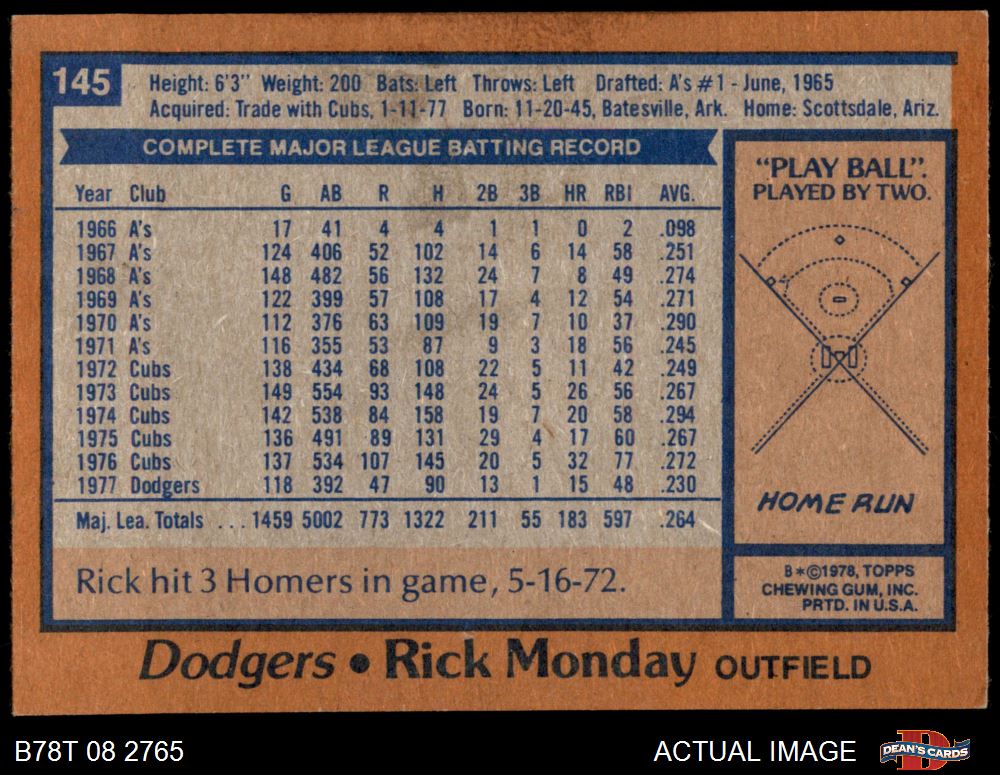 145
Height: 6'3" Weight: 200 Bats: Left Throws: Left Drafted: A's #1 - June, 1965
Acquired: Trade with Cubs, 1-11-77 Born: 11-20-45, Batesville, Ark. Home: Scottsdale, Ariz.
COMPLETE MAJOR LEAGUE BATTING RECORD
Year Club G AB R H 2B 3B HR RBI AVG.
1966 A's 17 41 4 4 1 1 0 2 .098
1967 A's 124 406 52 102 14 6 14 58 .251
1968 A's 148 482 56 132 24 7 8 49 .274
1969 A's 122 399 57 108 17 4 12 54 .271
1970 A's 112 376 63 109 19 7 10 37 .290
1971 A's 116 355 53 87 9 3 18 56 .245
1972 Cubs 138 434 68 108 22 5 11 42 .249
1973 Cubs 149 554 93 148 24 5 26 56 .267
1974 Cubs 142 538 84 158 19 7 20 58 .294
1975 Cubs 136 491 89 131 29 4 17 60 .267
1976 Cubs 137 534 107 145 20 5 32 77 .272
1977 Dodgers 118 392 47 90 13 1 15 48 .230
Maj. Lea. Totals ... 1459 5002 773 1322 211 55 183 597 .264
Rick hit 3 Homers in game, 5-16-72.
"PLAY BALL".
PLAYED BY TWO.
HOME RUN
B*©1978, TOPPS
CHEWING GUM, INC.
PRTD. IN U.S.A.
Dodgers • Rick Monday OUTFIELD
B78T 08 2765
ACTUAL IMAGE
D
DEAN'S CARDS